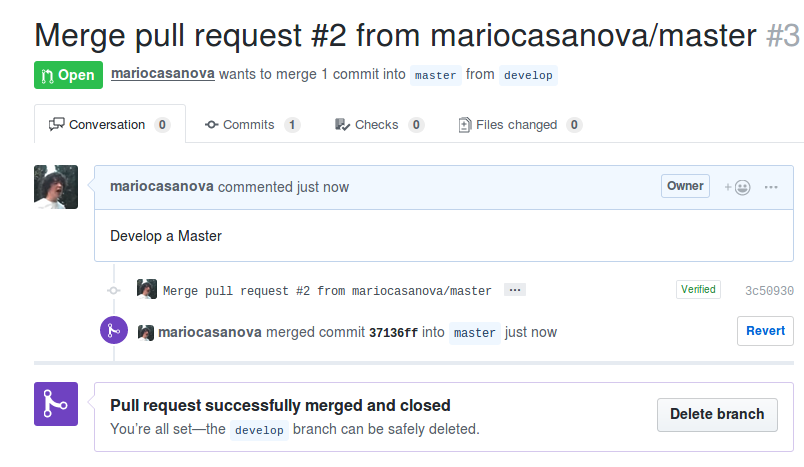 Merge pull request #2 from mariocasanova/master #3
Open mariocasanova wants to merge 1 commit into master from develop
Conversation 0 Commits 1 Checks 0 Files changed 0
mariocasanova commented just now Owner
Develop a Master
Merge pull request #2 from mariocasanova/master ... Verified 3c50930
mariocasanova merged commit 37136ff into master just now Revert
Pull request successfully merged and closed
You're all set—the develop branch can be safely deleted.
Delete branch